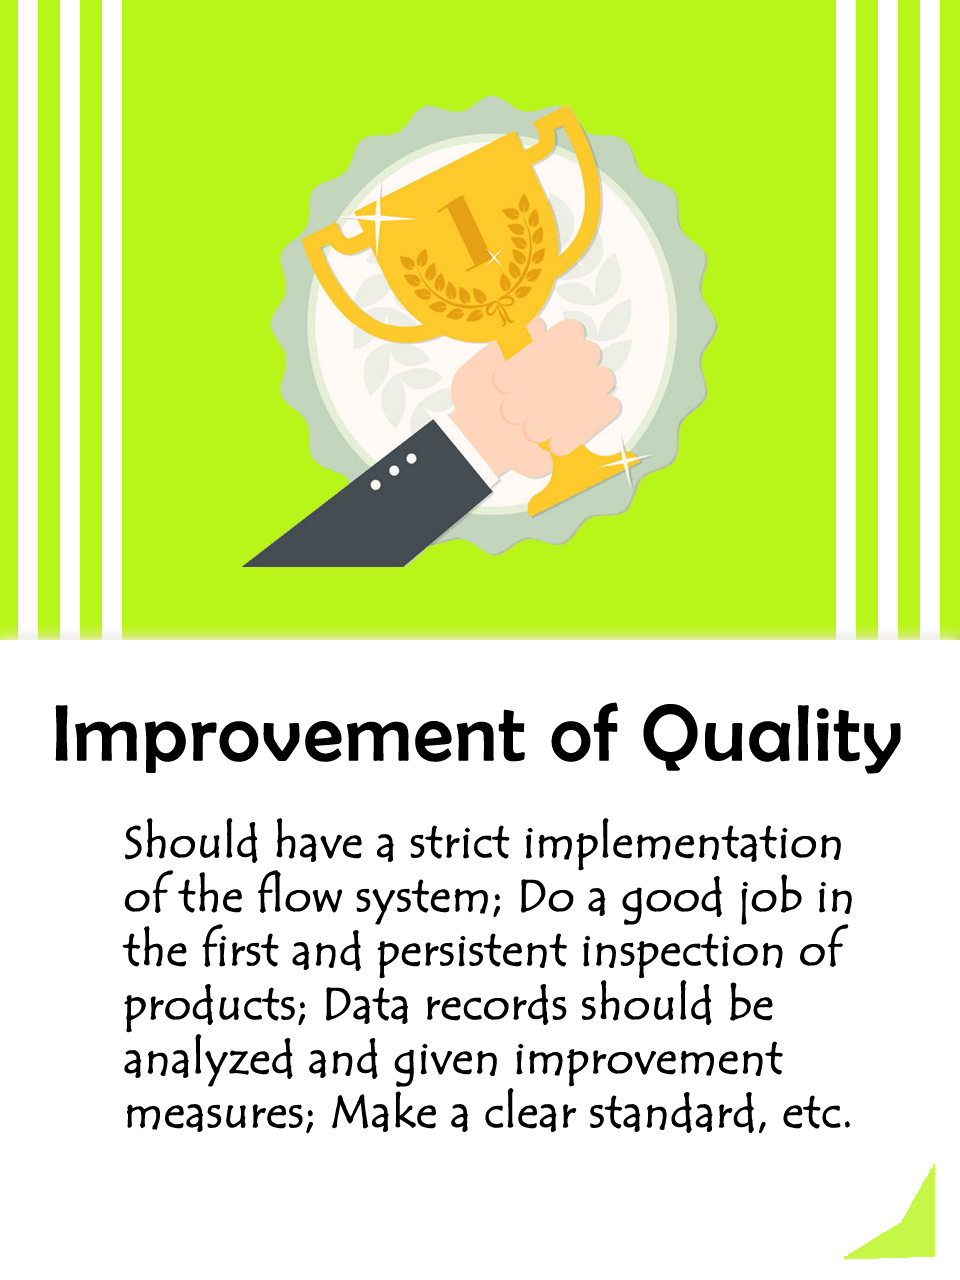 1
Improvement of Quality
Should have a strict implementation
of the flow system; Do a good job in
the first and persistent inspection of
products; Data records should be
analyzed and given improvement
measures; Make a clear standard, etc.